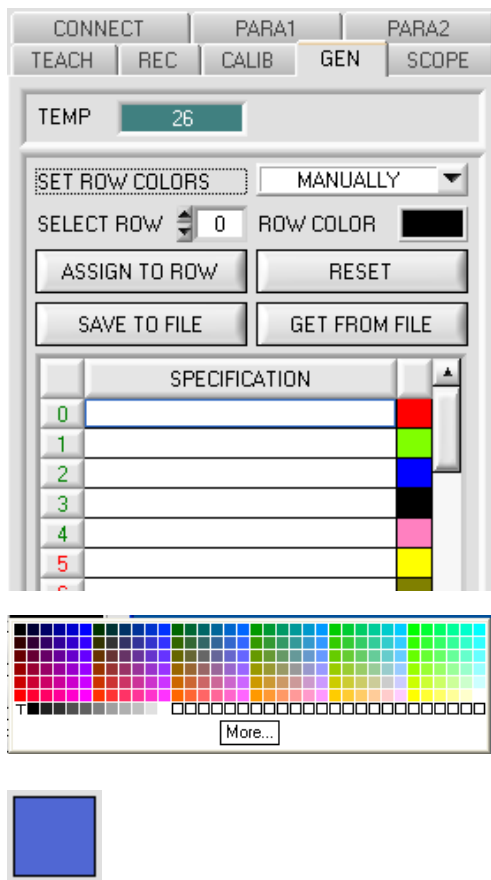 CONNECT PARA1 PARA2
TEACH REC CALIB GEN SCOPE
TEMP 26
SET ROW COLORS MANUALLY
SELECT ROW 0 ROW COLOR
ASSIGN TO ROW RESET
SAVE TO FILE GET FROM FILE
SPECIFICATION
0
1
2
3
4
5
T
More...